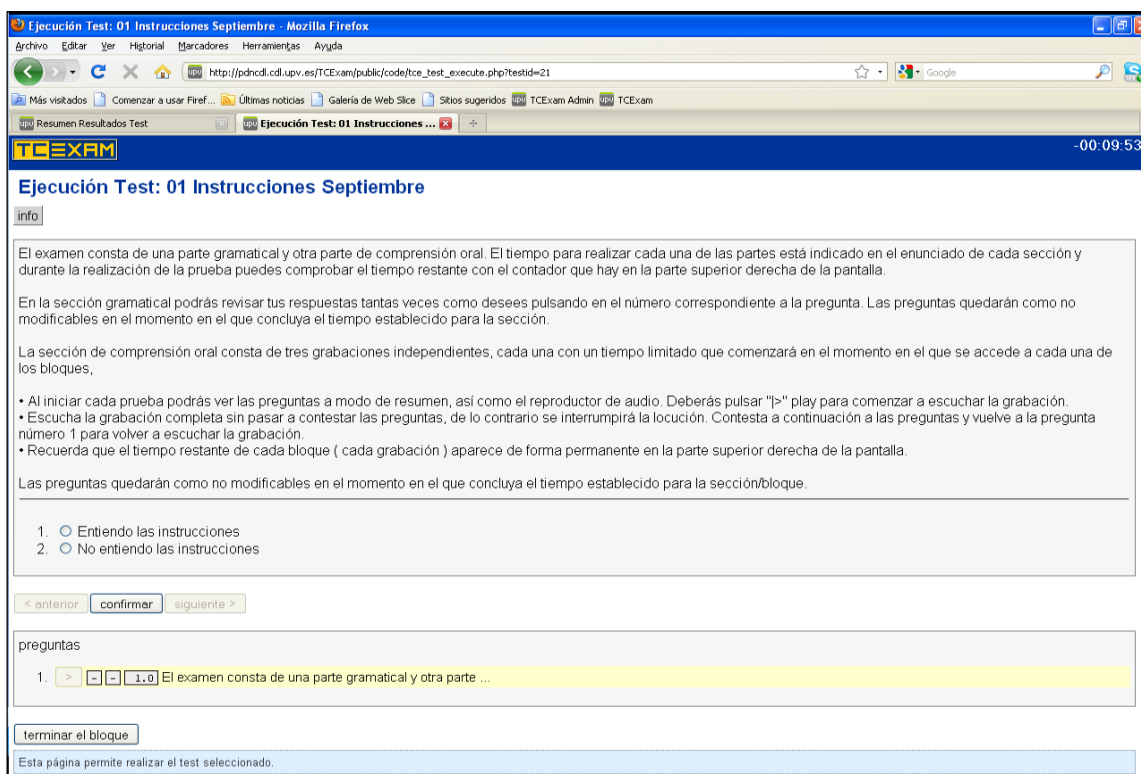 Ejecución Test: 01 Instrucciones Septiembre - Mozilla Firefox
Archivo Editar Ver Historial Marcadores Herramientas Ayuda
http://pdncdl.cdl.upv.es/TCExam/public/code/tce_test_execute.php?testid=21
Google
Más visitados Comenzar a usar Firef... Últimas noticias Galería de Web Slice Sitios sugeridos upv TCExam Admin upv TCExam
upv Resumen Resultados Test upv Ejecución Test: 01 Instrucciones ...
TCEXAM -00:09:53
Ejecución Test: 01 Instrucciones Septiembre
info
El examen consta de una parte gramatical y otra parte de comprensión oral. El tiempo para realizar cada una de las partes está indicado en el enunciado de cada sección y
durante la realización de la prueba puedes comprobar el tiempo restante con el contador que hay en la parte superior derecha de la pantalla.
En la sección gramatical podrás revisar tus respuestas tantas veces como desees pulsando en el número correspondiente a la pregunta. Las preguntas quedarán como no
modificables en el momento en el que concluya el tiempo establecido para la sección.
La sección de comprensión oral consta de tres grabaciones independientes, cada una con un tiempo limitado que comenzará en el momento en el que se accede a cada una de
los bloques,
• Al iniciar cada prueba podrás ver las preguntas a modo de resumen, así como el reproductor de audio. Deberás pulsar "|>" play para comenzar a escuchar la grabación.
• Escucha la grabación completa sin pasar a contestar las preguntas, de lo contrario se interrumpirá la locución. Contesta a continuación a las preguntas y vuelve a la pregunta
número 1 para volver a escuchar la grabación.
• Recuerda que el tiempo restante de cada bloque ( cada grabación ) aparece de forma permanente en la parte superior derecha de la pantalla.
Las preguntas quedarán como no modificables en el momento en el que concluya el tiempo establecido para la sección/bloque.
1. Entiendo las instrucciones
2. No entiendo las instrucciones
< anterior confirmar siguiente >
preguntas
1. > - - 1.0 El examen consta de una parte gramatical y otra parte ...
terminar el bloque
Esta página permite realizar el test seleccionado.